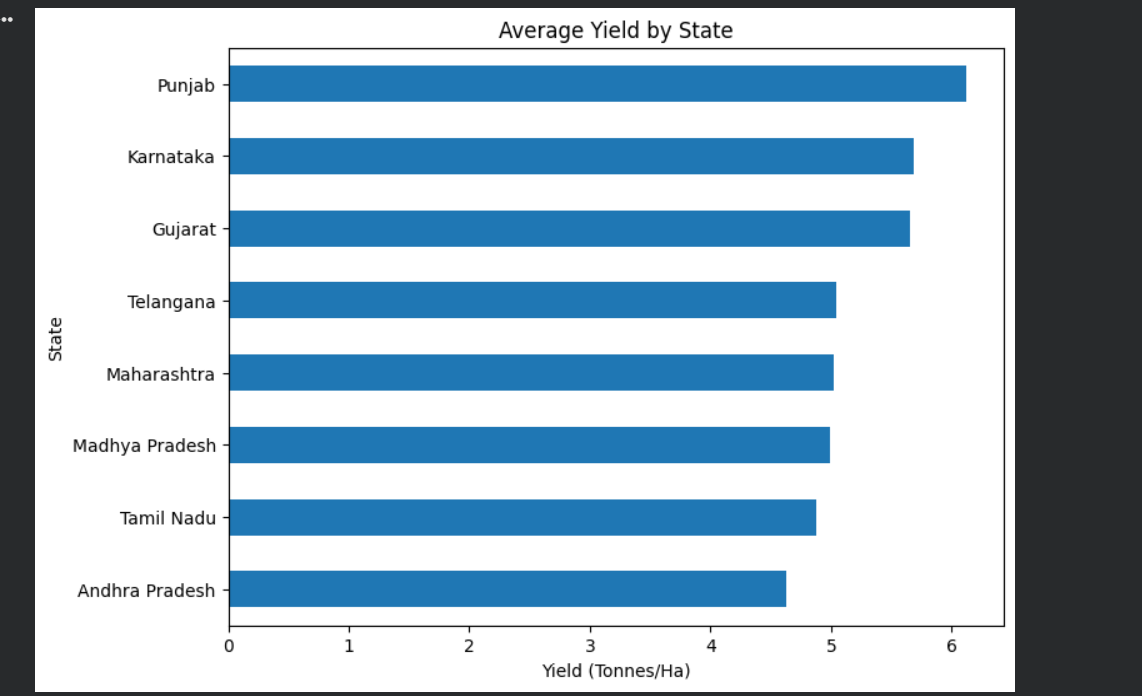 Average Yield by State
Punjab
Karnataka
Gujarat
Telangana
Maharashtra
Madhya Pradesh
Tamil Nadu
Andhra Pradesh
State
0 1 2 3 4 5 6
Yield (Tonnes/Ha)